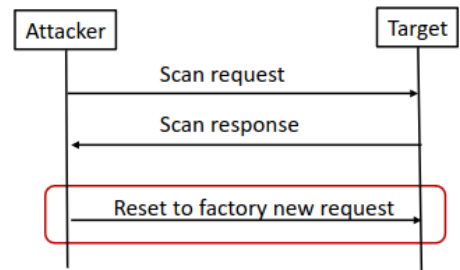 Attacker
Target
Scan request
Scan response
Reset to factory new request